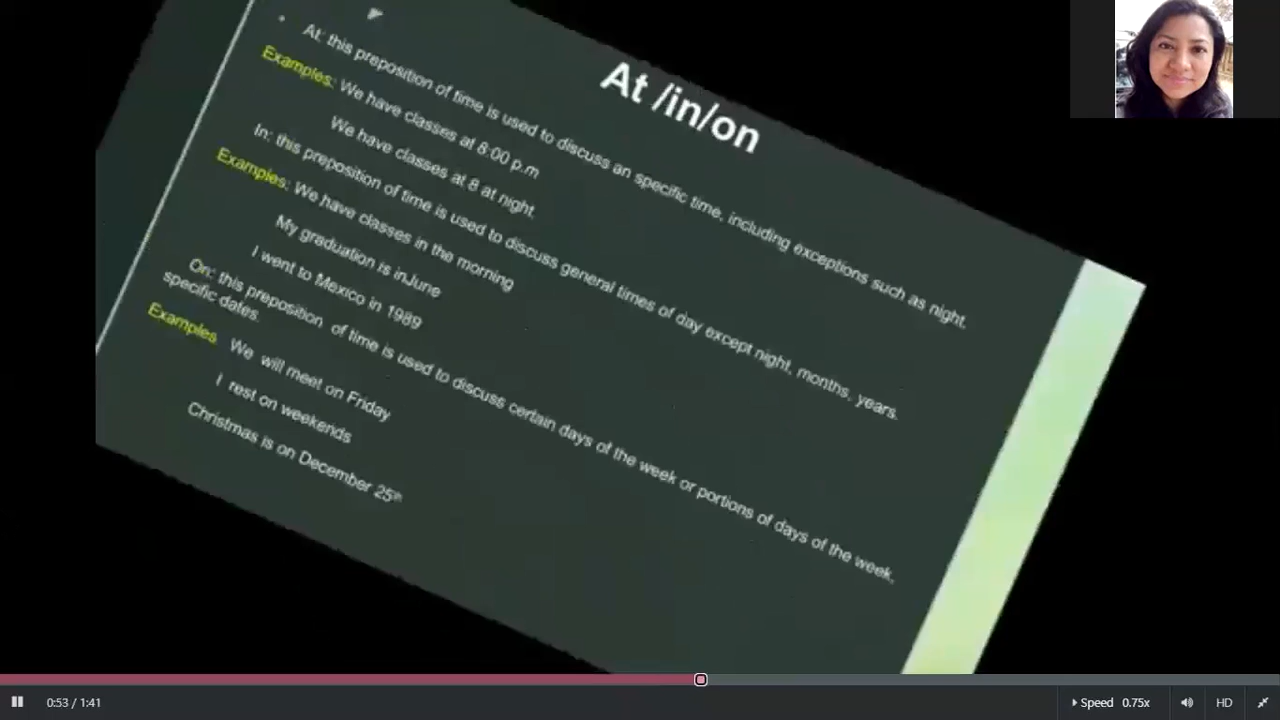 At /in/on
At: this preposition of time is used to discuss an specific time, including exceptions such as night.
Examples: We have classes at 8:00 p.m
We have classes at 8 at night.
In: this preposition of time is used to discuss general times of day except night, months, years.
Examples: We have classes in the morning
My graduation is inJune
I went to Mexico in 1989
On: this preposition of time is used to discuss certain days of the week or portions of days of the week,
specific dates.
Examples We will meet on Friday
I rest on weekends
Christmas is on December 25th
0:53 / 1:41
Speed 0.75x
HD